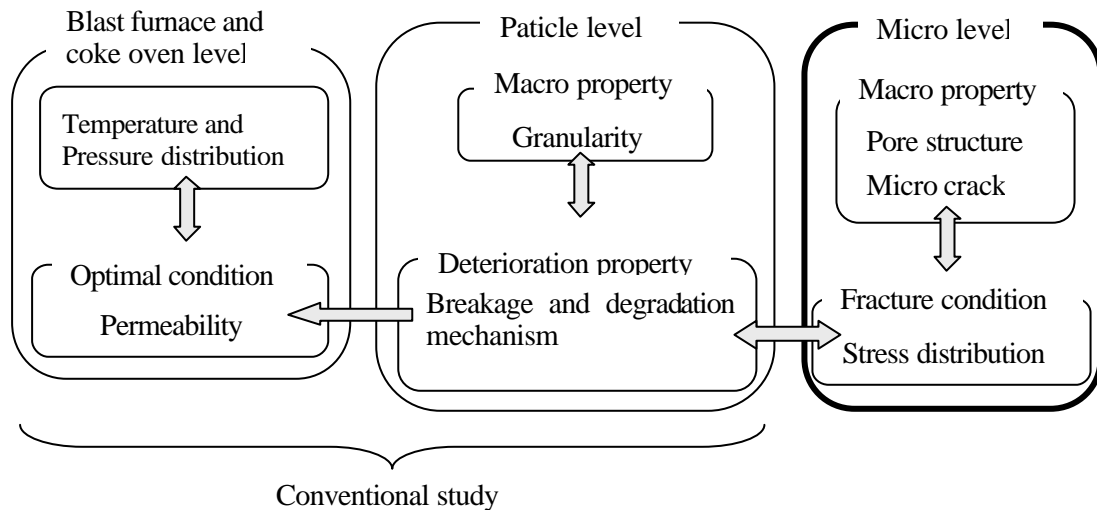 Blast furnace and
coke oven level
Temperature and
Pressure distribution
Optimal condition
Permeability
Paticle level
Macro property
Granularity
Deterioration property
Breakage and degradation
mechanism
Micro level
Macro property
Pore structure
Micro crack
Fracture condition
Stress distribution
Conventional study